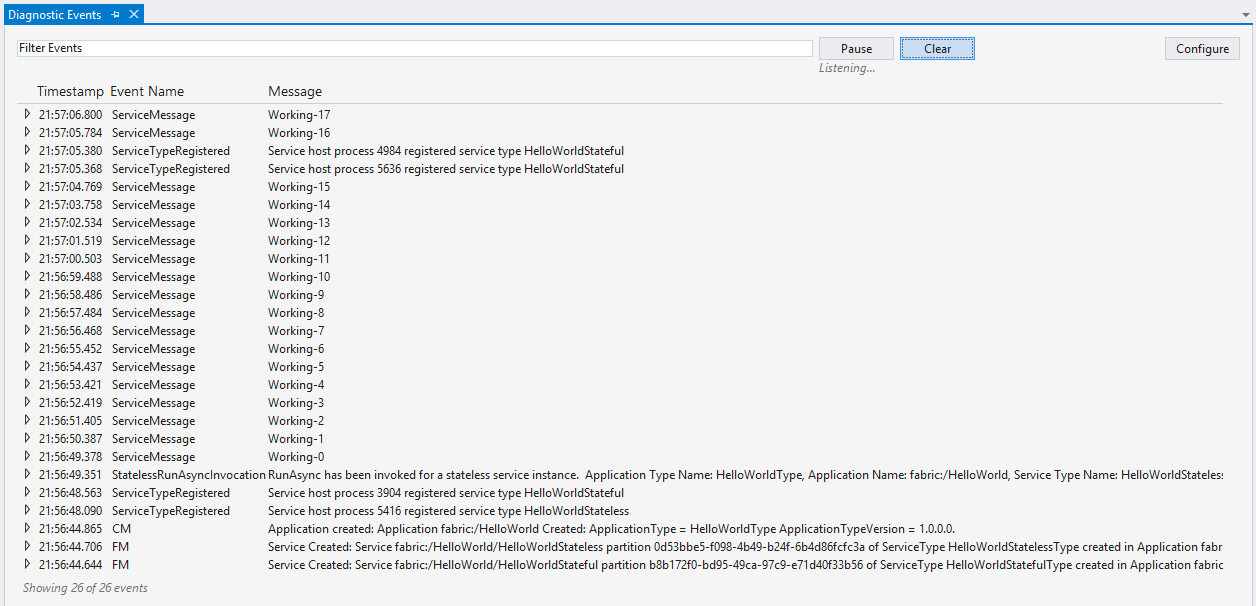 Diagnostic Events
Filter Events Pause Clear Configure
Listening...
Timestamp Event Name Message
21:57:06.800 ServiceMessage Working-17
21:57:05.784 ServiceMessage Working-16
21:57:05.380 ServiceTypeRegistered Service host process 4984 registered service type HelloWorldStateful
21:57:05.368 ServiceTypeRegistered Service host process 5636 registered service type HelloWorldStateful
21:57:04.769 ServiceMessage Working-15
21:57:03.758 ServiceMessage Working-14
21:57:02.534 ServiceMessage Working-13
21:57:01.519 ServiceMessage Working-12
21:57:00.503 ServiceMessage Working-11
21:56:59.488 ServiceMessage Working-10
21:56:58.486 ServiceMessage Working-9
21:56:57.484 ServiceMessage Working-8
21:56:56.468 ServiceMessage Working-7
21:56:55.452 ServiceMessage Working-6
21:56:54.437 ServiceMessage Working-5
21:56:53.421 ServiceMessage Working-4
21:56:52.419 ServiceMessage Working-3
21:56:51.405 ServiceMessage Working-2
21:56:50.387 ServiceMessage Working-1
21:56:49.378 ServiceMessage Working-0
21:56:49.351 StatelessRunAsyncInvocation RunAsync has been invoked for a stateless service instance.  Application Type Name: HelloWorldType, Application Name: fabric:/HelloWorld, Service Type Name: HelloWorldStateless
21:56:48.563 ServiceTypeRegistered Service host process 3904 registered service type HelloWorldStateful
21:56:48.090 ServiceTypeRegistered Service host process 5416 registered service type HelloWorldStateless
21:56:44.865 CM Application created: Application fabric:/HelloWorld Created: ApplicationType = HelloWorldType ApplicationTypeVersion = 1.0.0.0.
21:56:44.706 FM Service Created: Service fabric:/HelloWorld/HelloWorldStateless partition 0d53bbe5-f098-4b49-b24f-6b4d86fcfc3a of ServiceType HelloWorldStatelessType created in Application fabr
21:56:44.644 FM Service Created: Service fabric:/HelloWorld/HelloWorldStateful partition b8b172f0-bd95-49ca-97c9-e71d40f33b56 of ServiceType HelloWorldStatefulType created in Application fabric
Showing 26 of 26 events